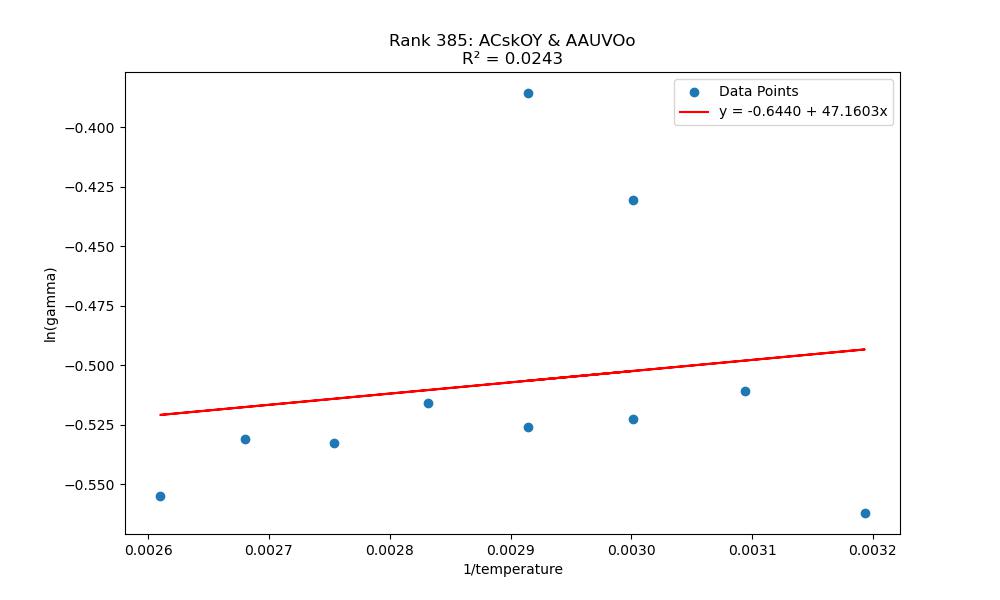 Rank 385: ACskOY & AAUVOo
R² = 0.0243
Data Points
y = -0.6440 + 47.1603x
ln(gamma)
−0.400
−0.425
−0.450
−0.475
−0.500
−0.525
−0.550
0.0026 0.0027 0.0028 0.0029 0.0030 0.0031 0.0032
1/temperature